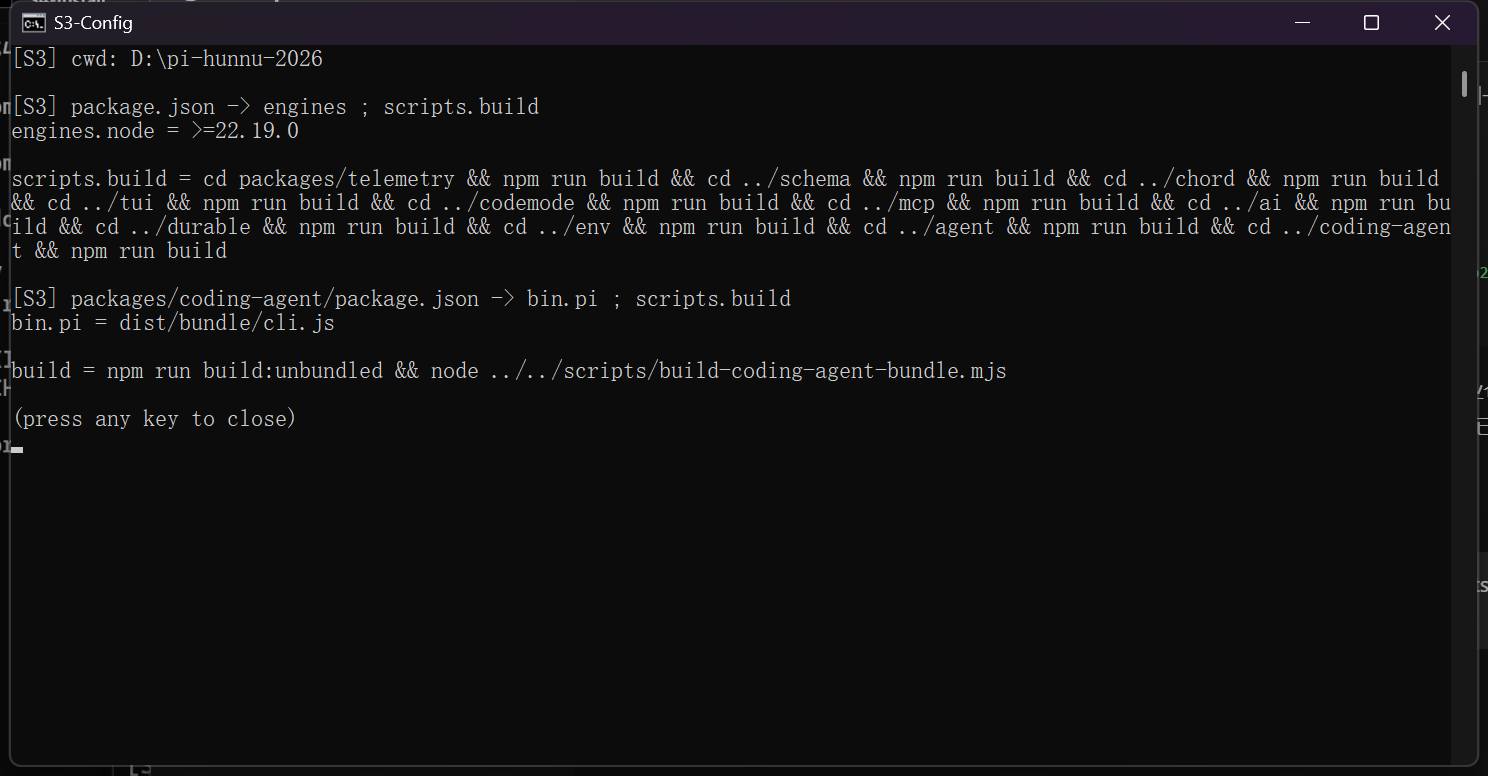 S3-Config
[S3] cwd: D:\pi-hunnu-2026
[S3] package.json -> engines ; scripts.build
engines.node = >=22.19.0
scripts.build = cd packages/telemetry && npm run build && cd ../schema && npm run build && cd ../chord && npm run build
&& cd ../tui && npm run build && cd ../codemode && npm run build && cd ../mcp && npm run build && cd ../ai && npm run bu
ild && cd ../durable && npm run build && cd ../env && npm run build && cd ../agent && npm run build && cd ../coding-agen
t && npm run build
[S3] packages/coding-agent/package.json -> bin.pi ; scripts.build
bin.pi = dist/bundle/cli.js
build = npm run build:unbundled && node ../../scripts/build-coding-agent-bundle.mjs
(press any key to close)